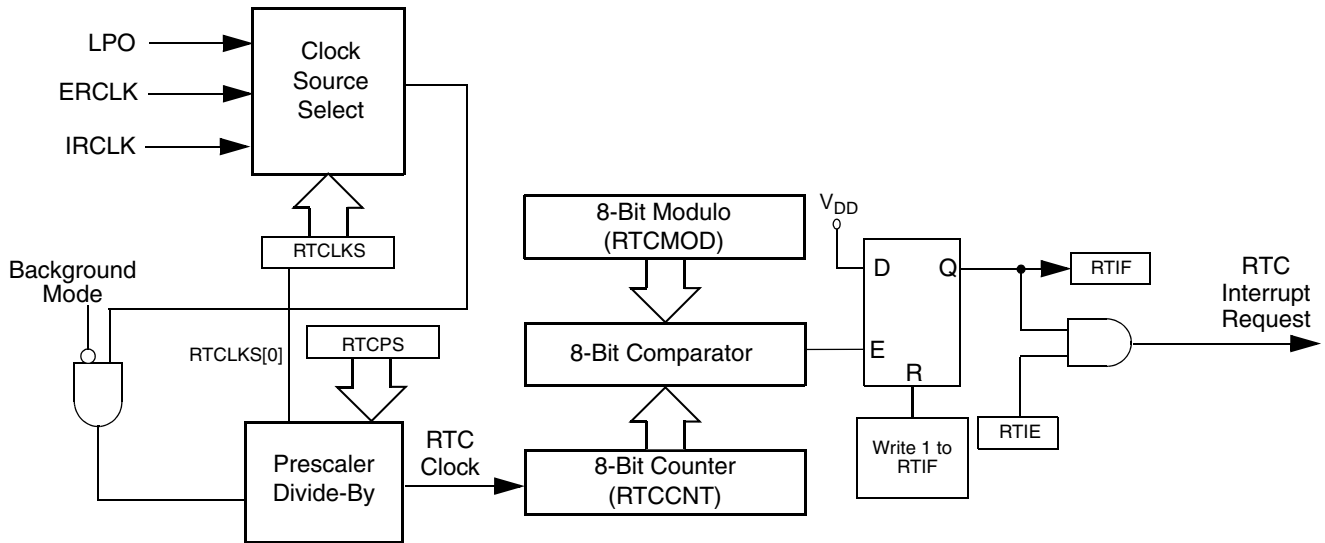 LPO
ERCLK
IRCLK
Clock
Source
Select
RTCLKS
Background
Mode
RTCLKS[0]
RTCPS
Prescaler
Divide-By
RTC
Clock
8-Bit Modulo
(RTCMOD)
8-Bit Comparator
8-Bit Counter
(RTCCNT)
VDD
D
Q
E
R
Write 1 to
RTIF
RTIF
RTIE
RTC
Interrupt
Request